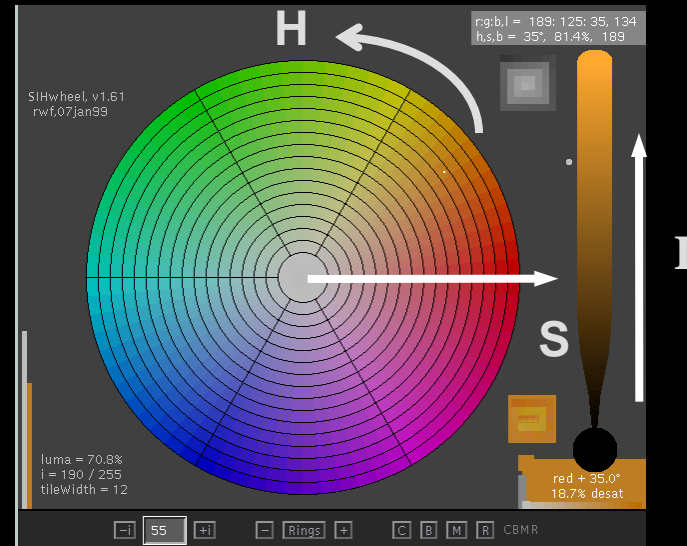 H
r:g:b,l = 189: 125: 35, 134
h,s,b = 35°, 81.4%, 189
SIHwheel, v1.61
rwf,07jan99
S
luma = 70.8%
i = 190 / 255
tileWidth = 12
red + 35.0°
18.7% desat
-i 55 +i - Rings + C B M R CBMR